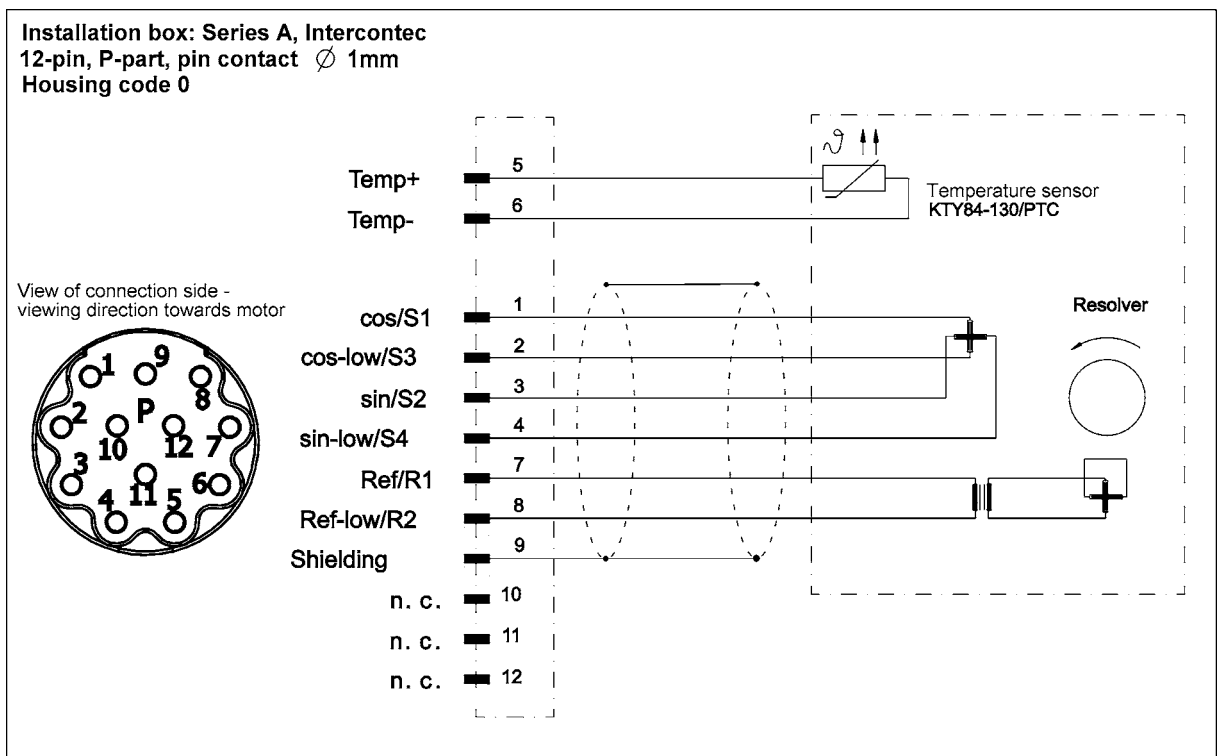 Installation box: Series A, Intercontec
12-pin, P-part, pin contact ∅ 1mm
Housing code 0
ϑ
Temp+ 5
Temp- 6
Temperature sensor
KTY84-130/PTC
View of connection side -
viewing direction towards motor
1 9 8
2 P 7
10 12
3 11 6
4 5
cos/S1 1
cos-low/S3 2
sin/S2 3
sin-low/S4 4
Ref/R1 7
Ref-low/R2 8
Shielding 9
n. c. 10
n. c. 11
n. c. 12
Resolver